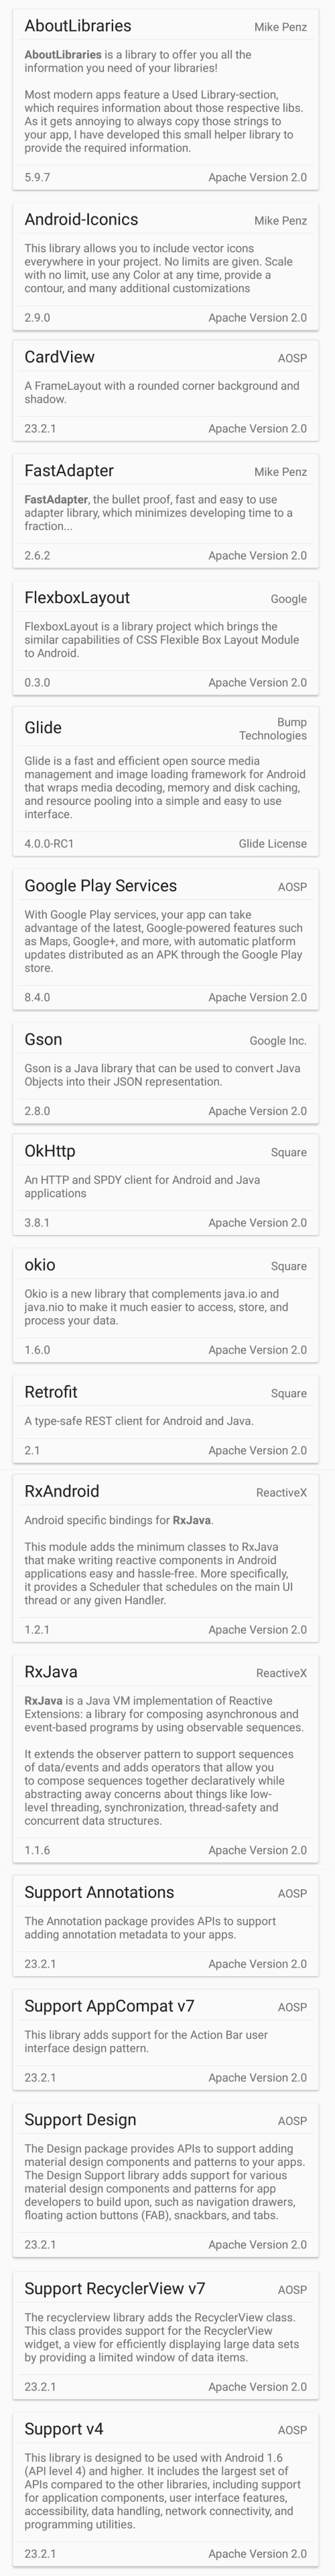 AboutLibraries Mike Penz
AboutLibraries is a library to offer you all the
information you need of your libraries!
Most modern apps feature a Used Library-section,
which requires information about those respective libs.
As it gets annoying to always copy those strings to
your app, I have developed this small helper library to
provide the required information.
5.9.7 Apache Version 2.0
Android-Iconics Mike Penz
This library allows you to include vector icons
everywhere in your project. No limits are given. Scale
with no limit, use any Color at any time, provide a
contour, and many additional customizations
2.9.0 Apache Version 2.0
CardView AOSP
A FrameLayout with a rounded corner background and
shadow.
23.2.1 Apache Version 2.0
FastAdapter Mike Penz
FastAdapter, the bullet proof, fast and easy to use
adapter library, which minimizes developing time to a
fraction...
2.6.2 Apache Version 2.0
FlexboxLayout Google
FlexboxLayout is a library project which brings the
similar capabilities of CSS Flexible Box Layout Module
to Android.
0.3.0 Apache Version 2.0
Glide Bump
Technologies
Glide is a fast and efficient open source media
management and image loading framework for Android
that wraps media decoding, memory and disk caching,
and resource pooling into a simple and easy to use
interface.
4.0.0-RC1 Glide License
Google Play Services AOSP
With Google Play services, your app can take
advantage of the latest, Google-powered features such
as Maps, Google+, and more, with automatic platform
updates distributed as an APK through the Google Play
store.
8.4.0 Apache Version 2.0
Gson Google Inc.
Gson is a Java library that can be used to convert Java
Objects into their JSON representation.
2.8.0 Apache Version 2.0
OkHttp Square
An HTTP and SPDY client for Android and Java
applications
3.8.1 Apache Version 2.0
okio Square
Okio is a new library that complements java.io and
java.nio to make it much easier to access, store, and
process your data.
1.6.0 Apache Version 2.0
Retrofit Square
A type-safe REST client for Android and Java.
2.1 Apache Version 2.0
RxAndroid ReactiveX
Android specific bindings for RxJava.
This module adds the minimum classes to RxJava
that make writing reactive components in Android
applications easy and hassle-free. More specifically,
it provides a Scheduler that schedules on the main UI
thread or any given Handler.
1.2.1 Apache Version 2.0
RxJava ReactiveX
RxJava is a Java VM implementation of Reactive
Extensions: a library for composing asynchronous and
event-based programs by using observable sequences.
It extends the observer pattern to support sequences
of data/events and adds operators that allow you
to compose sequences together declaratively while
abstracting away concerns about things like low-
level threading, synchronization, thread-safety and
concurrent data structures.
1.1.6 Apache Version 2.0
Support Annotations AOSP
The Annotation package provides APIs to support
adding annotation metadata to your apps.
23.2.1 Apache Version 2.0
Support AppCompat v7 AOSP
This library adds support for the Action Bar user
interface design pattern.
23.2.1 Apache Version 2.0
Support Design AOSP
The Design package provides APIs to support adding
material design components and patterns to your apps.
The Design Support library adds support for various
material design components and patterns for app
developers to build upon, such as navigation drawers,
floating action buttons (FAB), snackbars, and tabs.
23.2.1 Apache Version 2.0
Support RecyclerView v7 AOSP
The recyclerview library adds the RecyclerView class.
This class provides support for the RecyclerView
widget, a view for efficiently displaying large data sets
by providing a limited window of data items.
23.2.1 Apache Version 2.0
Support v4 AOSP
This library is designed to be used with Android 1.6
(API level 4) and higher. It includes the largest set of
APIs compared to the other libraries, including support
for application components, user interface features,
accessibility, data handling, network connectivity, and
programming utilities.
23.2.1 Apache Version 2.0